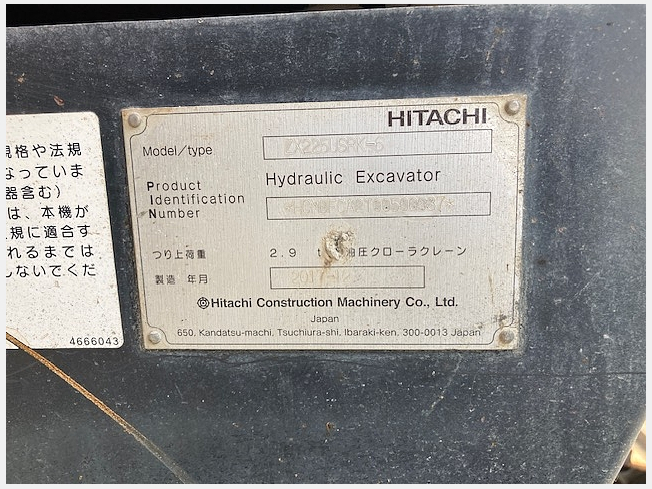 見格や法規
なっていま
器含む）
は、本機が
規に適合す
れるまでは
しないでくだ
4666043
HITACHI
Model/type ZX225USRK-5
Hydraulic Excavator
Product
Identification
Number
つり上荷重 2.9 t 油圧クローラクレーン
製造 年月 2017
Hitachi Construction Machinery Co., Ltd.
Japan
650, Kandatsu-machi, Tsuchiura-shi, Ibaraki-ken, 300-0013 Japan